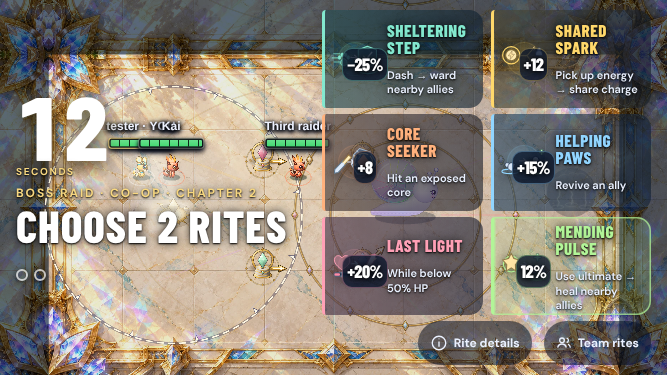 12
SECONDS
BOSS RAID · CO-OP · CHAPTER 2
CHOOSE 2 RITES
Kai
Third raider
SHELTERING
STEP
-25%
Dash → ward
nearby allies
SHARED
SPARK
+12
Pick up energy
→ share charge
CORE
SEEKER
+8
Hit an exposed
core
HELPING
PAWS
+15%
Revive an ally
LAST LIGHT
+20%
While below
50% HP
MENDING
PULSE
12%
Use ultimate →
heal nearby
allies
Rite details
Team rites